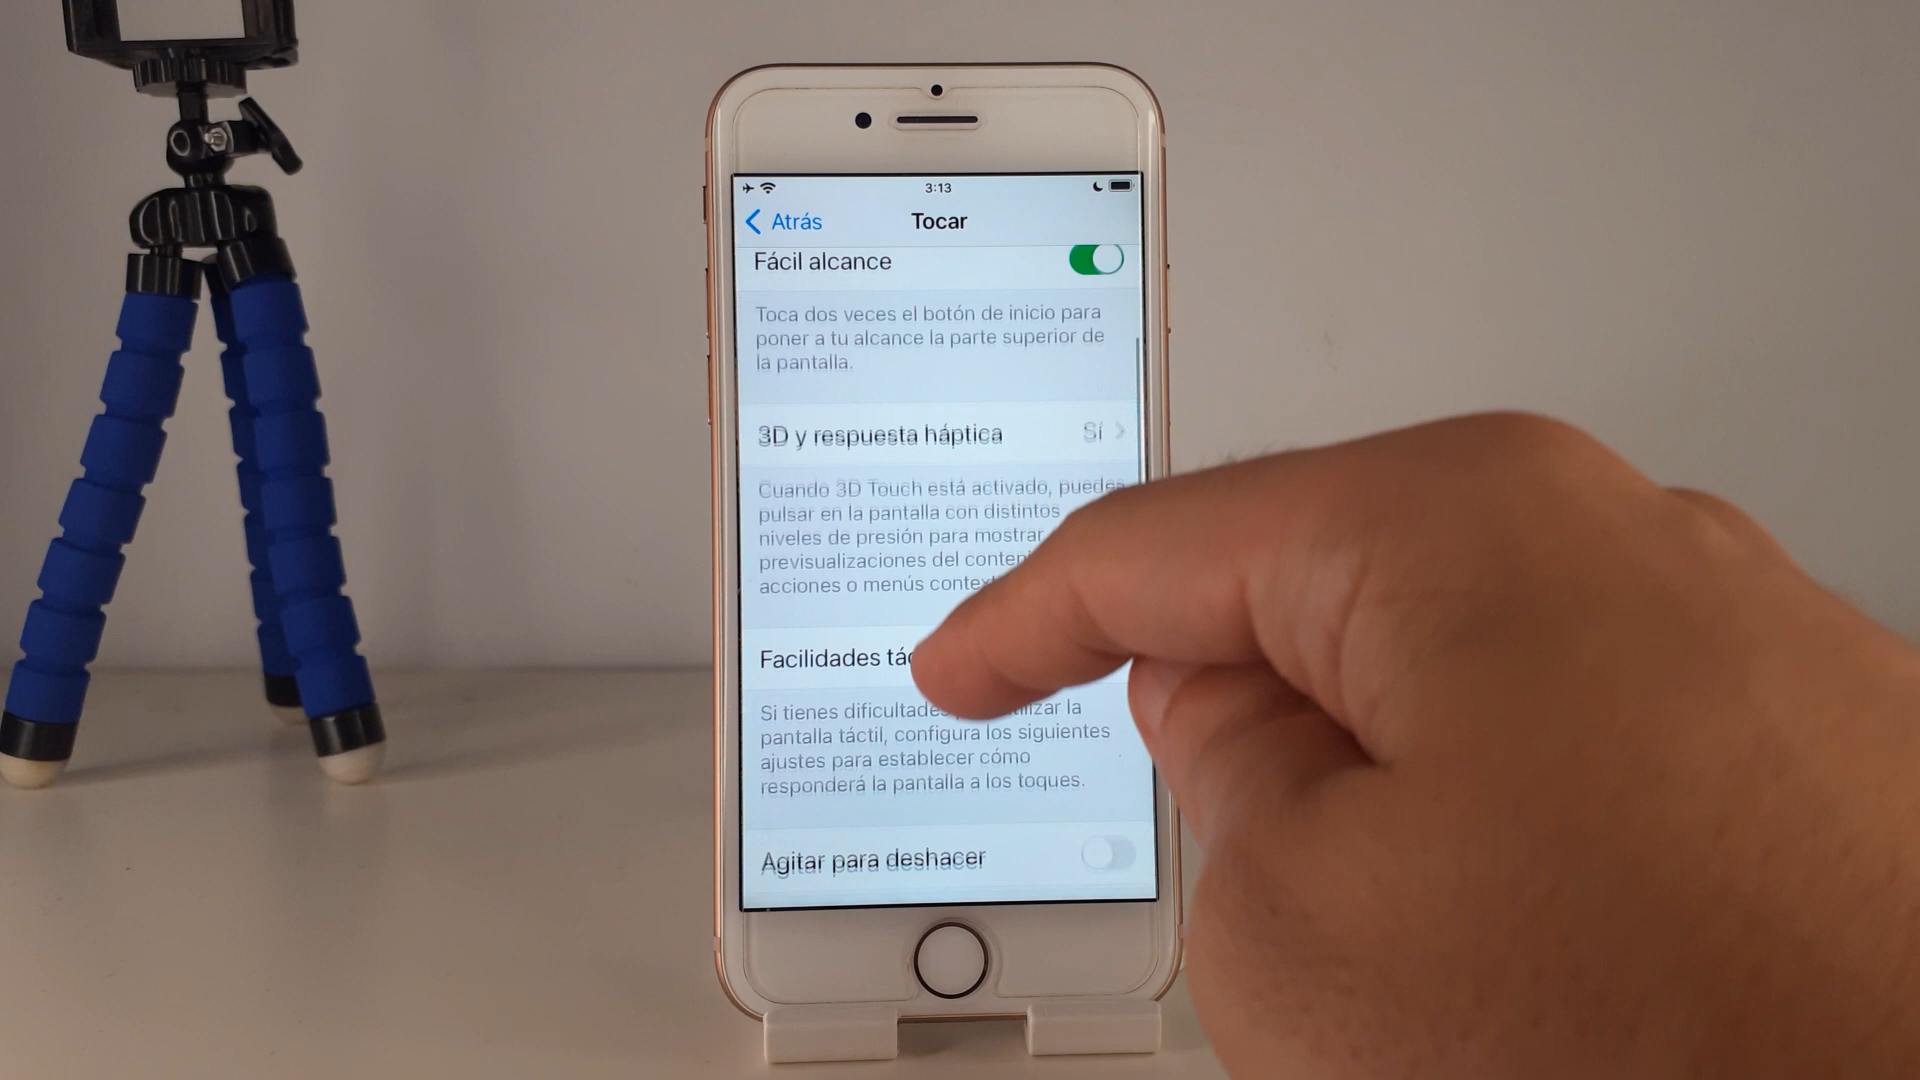 3:13
Atrás
Tocar
Fácil alcance
Toca dos veces el botón de inicio para
poner a tu alcance la parte superior de
la pantalla.
3D y respuesta háptica
Sí
Cuando 3D Touch está activado, puedes
pulsar en la pantalla con distintos
niveles de presión para mostrar
previsualizaciones del
acciones o menús
Facilidades
Si tienes dificultades la
pantalla táctil, configura los siguientes
ajustes para establecer cómo
responderá la pantalla a los toques.
Agitar para deshacer